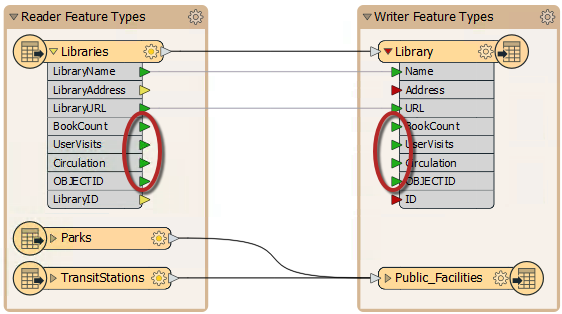 Reader Feature Types
Libraries
LibraryName
LibraryAddress
LibraryURL
BookCount
UserVisits
Circulation
OBJECTID
LibraryID
Parks
TransitStations
Writer Feature Types
Library
Name
Address
URL
BookCount
UserVisits
Circulation
OBJECTID
ID
Public_Facilities